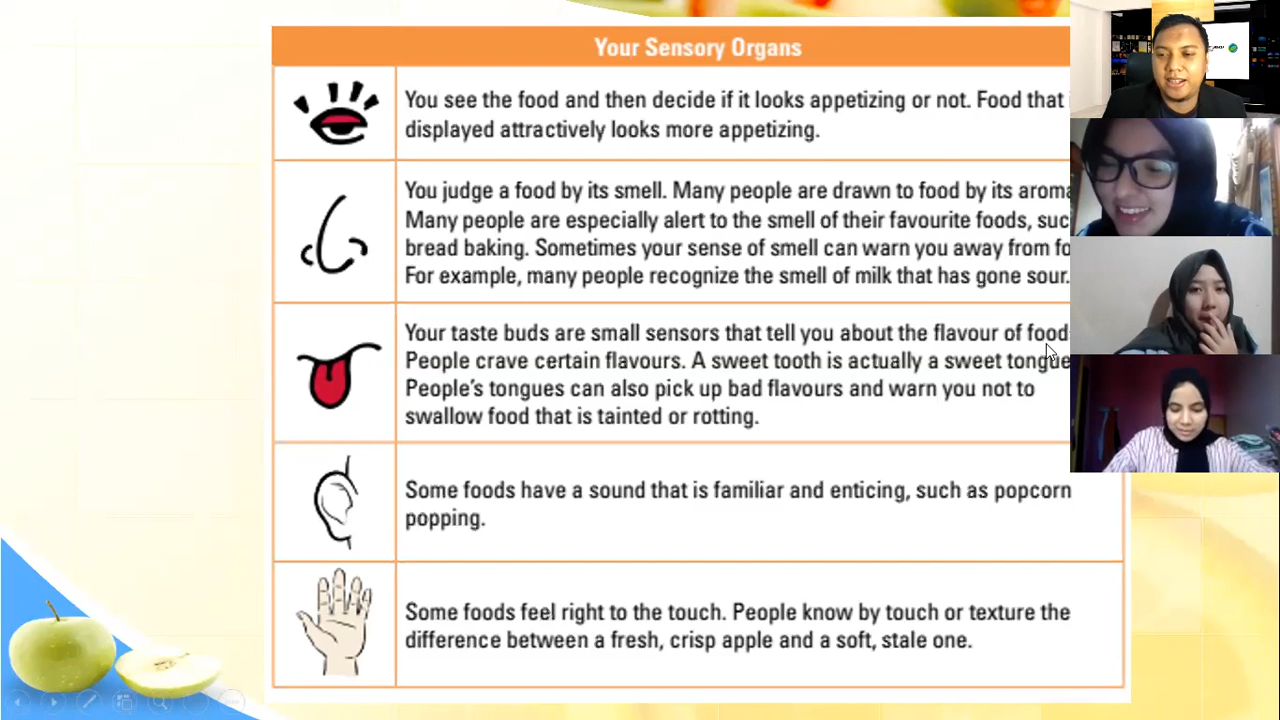 Your Sensory Organs
You see the food and then decide if it looks appetizing or not. Food that
displayed attractively looks more appetizing.
You judge a food by its smell. Many people are drawn to food by its aroma
Many people are especially alert to the smell of their favourite foods, suc
bread baking. Sometimes your sense of smell can warn you away from fo
For example, many people recognize the smell of milk that has gone sour.
Your taste buds are small sensors that tell you about the flavour of food
People crave certain flavours. A sweet tooth is actually a sweet tongue
People's tongues can also pick up bad flavours and warn you not to
swallow food that is tainted or rotting.
Some foods have a sound that is familiar and enticing, such as popcorn
popping.
Some foods feel right to the touch. People know by touch or texture the
difference between a fresh, crisp apple and a soft, stale one.